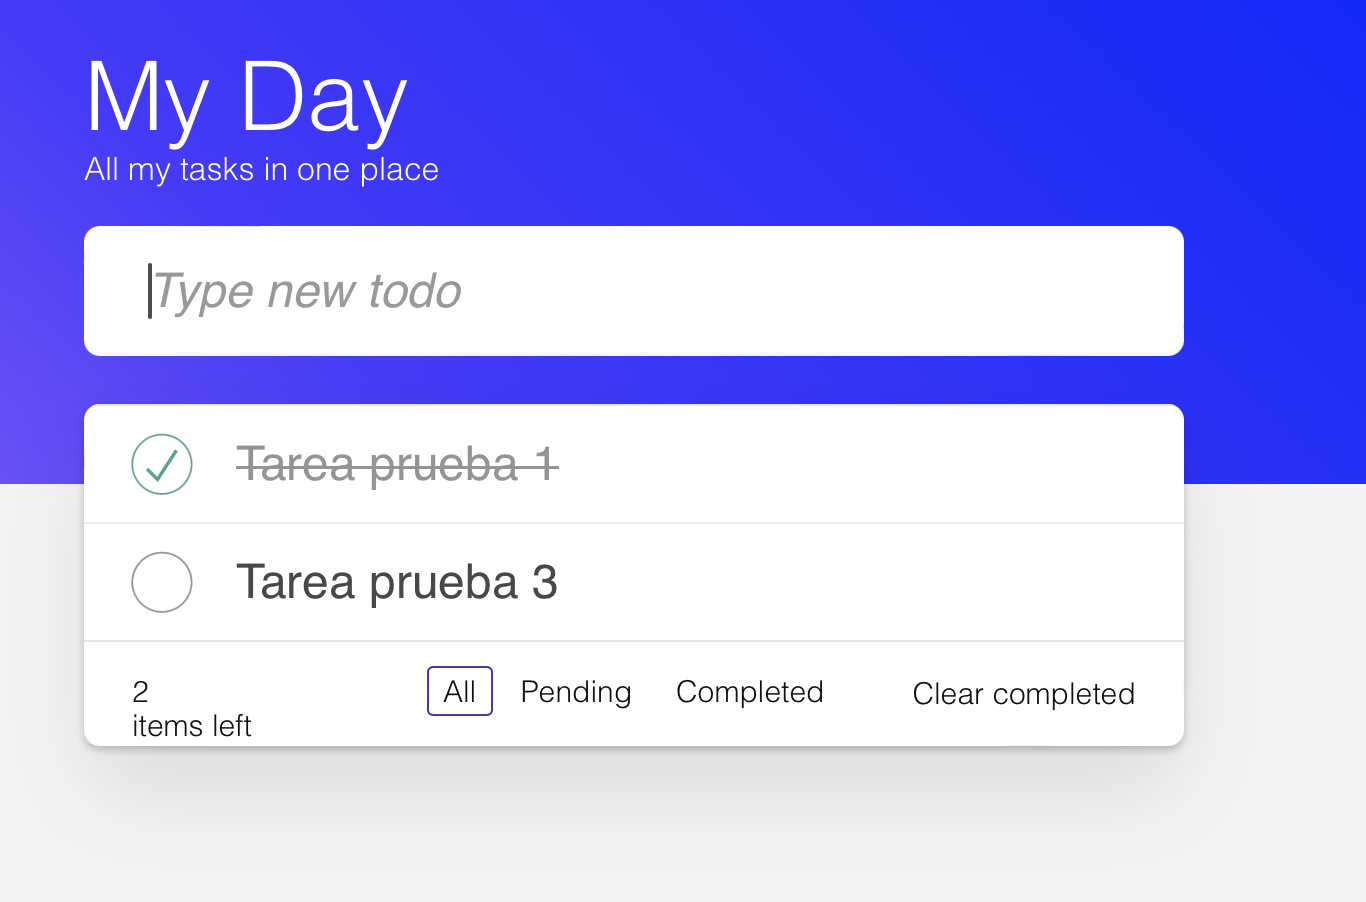 My Day
All my tasks in one place
Type new todo
Tarea prueba 1
Tarea prueba 3
2
items left
All
Pending
Completed
Clear completed